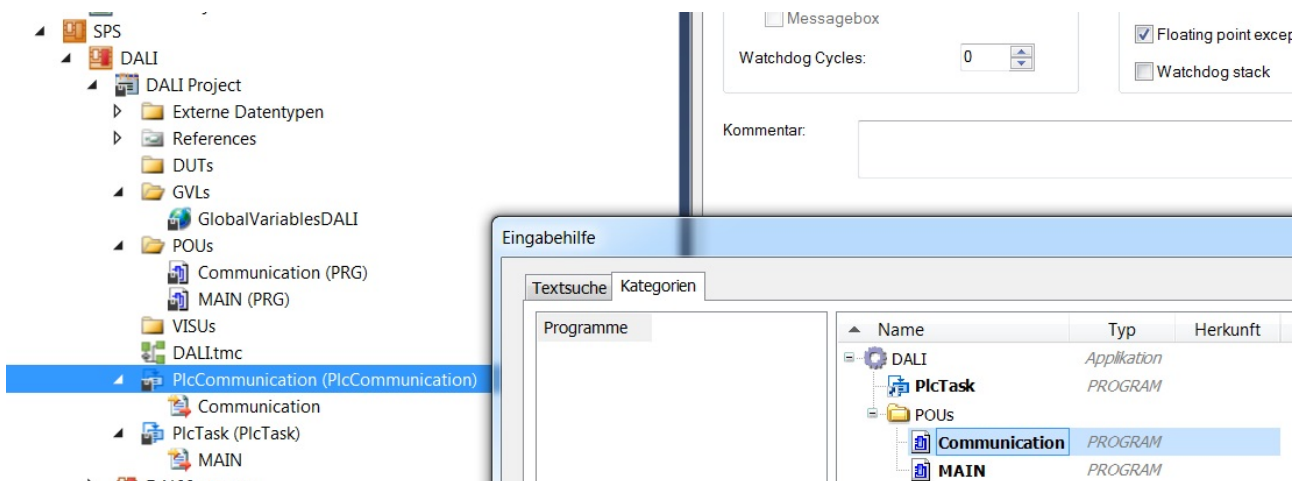 SPS
DALI
DALI Project
Externe Datentypen
References
DUTs
GVLs
GlobalVariablesDALI
POUs
Communication (PRG)
MAIN (PRG)
VISUs
DALI.tmc
PlcCommunication (PlcCommunication)
Communication
PlcTask (PlcTask)
MAIN
Messagebox
Watchdog Cycles: 0
Floating point excep
Watchdog stack
Kommentar:
Eingabehilfe
Textsuche Kategorien
Programme
Name Typ Herkunft
DALI Applikation
PlcTask PROGRAM
POUs
Communication PROGRAM
MAIN PROGRAM